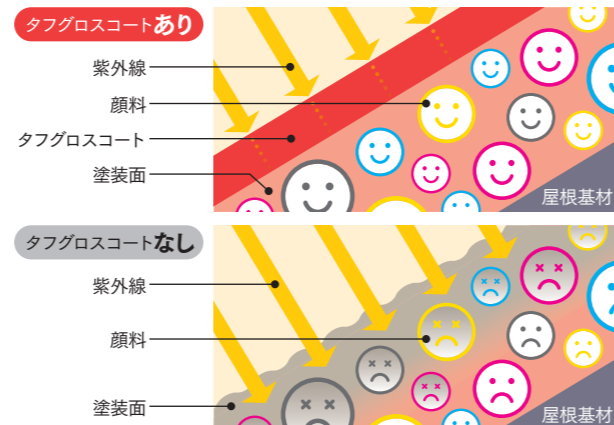 タフグロスコートあり
紫外線
顔料
タフグロスコート
塗装面
屋根基材
タフグロスコートなし
紫外線
顔料
塗装面
屋根基材